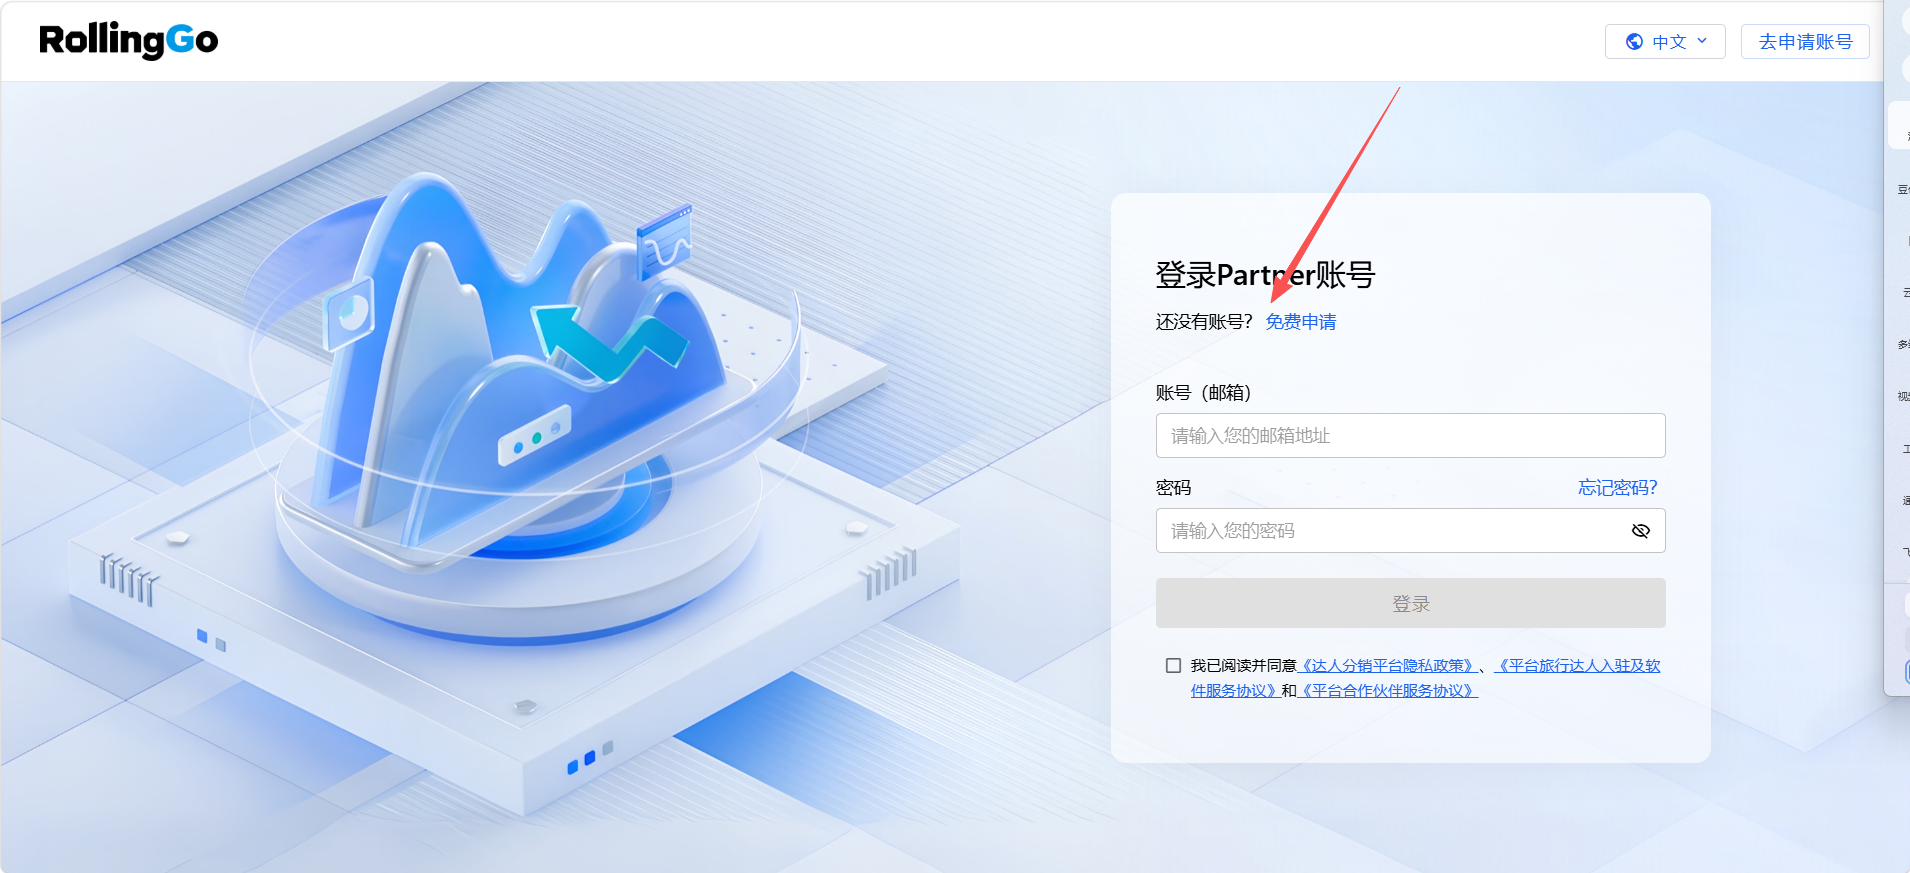 RollingGo
中文
去申请账号
登录Partner账号
还没有账号？ 免费申请
账号（邮箱）
请输入您的邮箱地址
密码
忘记密码?
请输入您的密码
登录
我已阅读并同意《达人分销平台隐私政策》、《平台旅行达人入驻及软
件服务协议》和《平台合作伙伴服务协议》